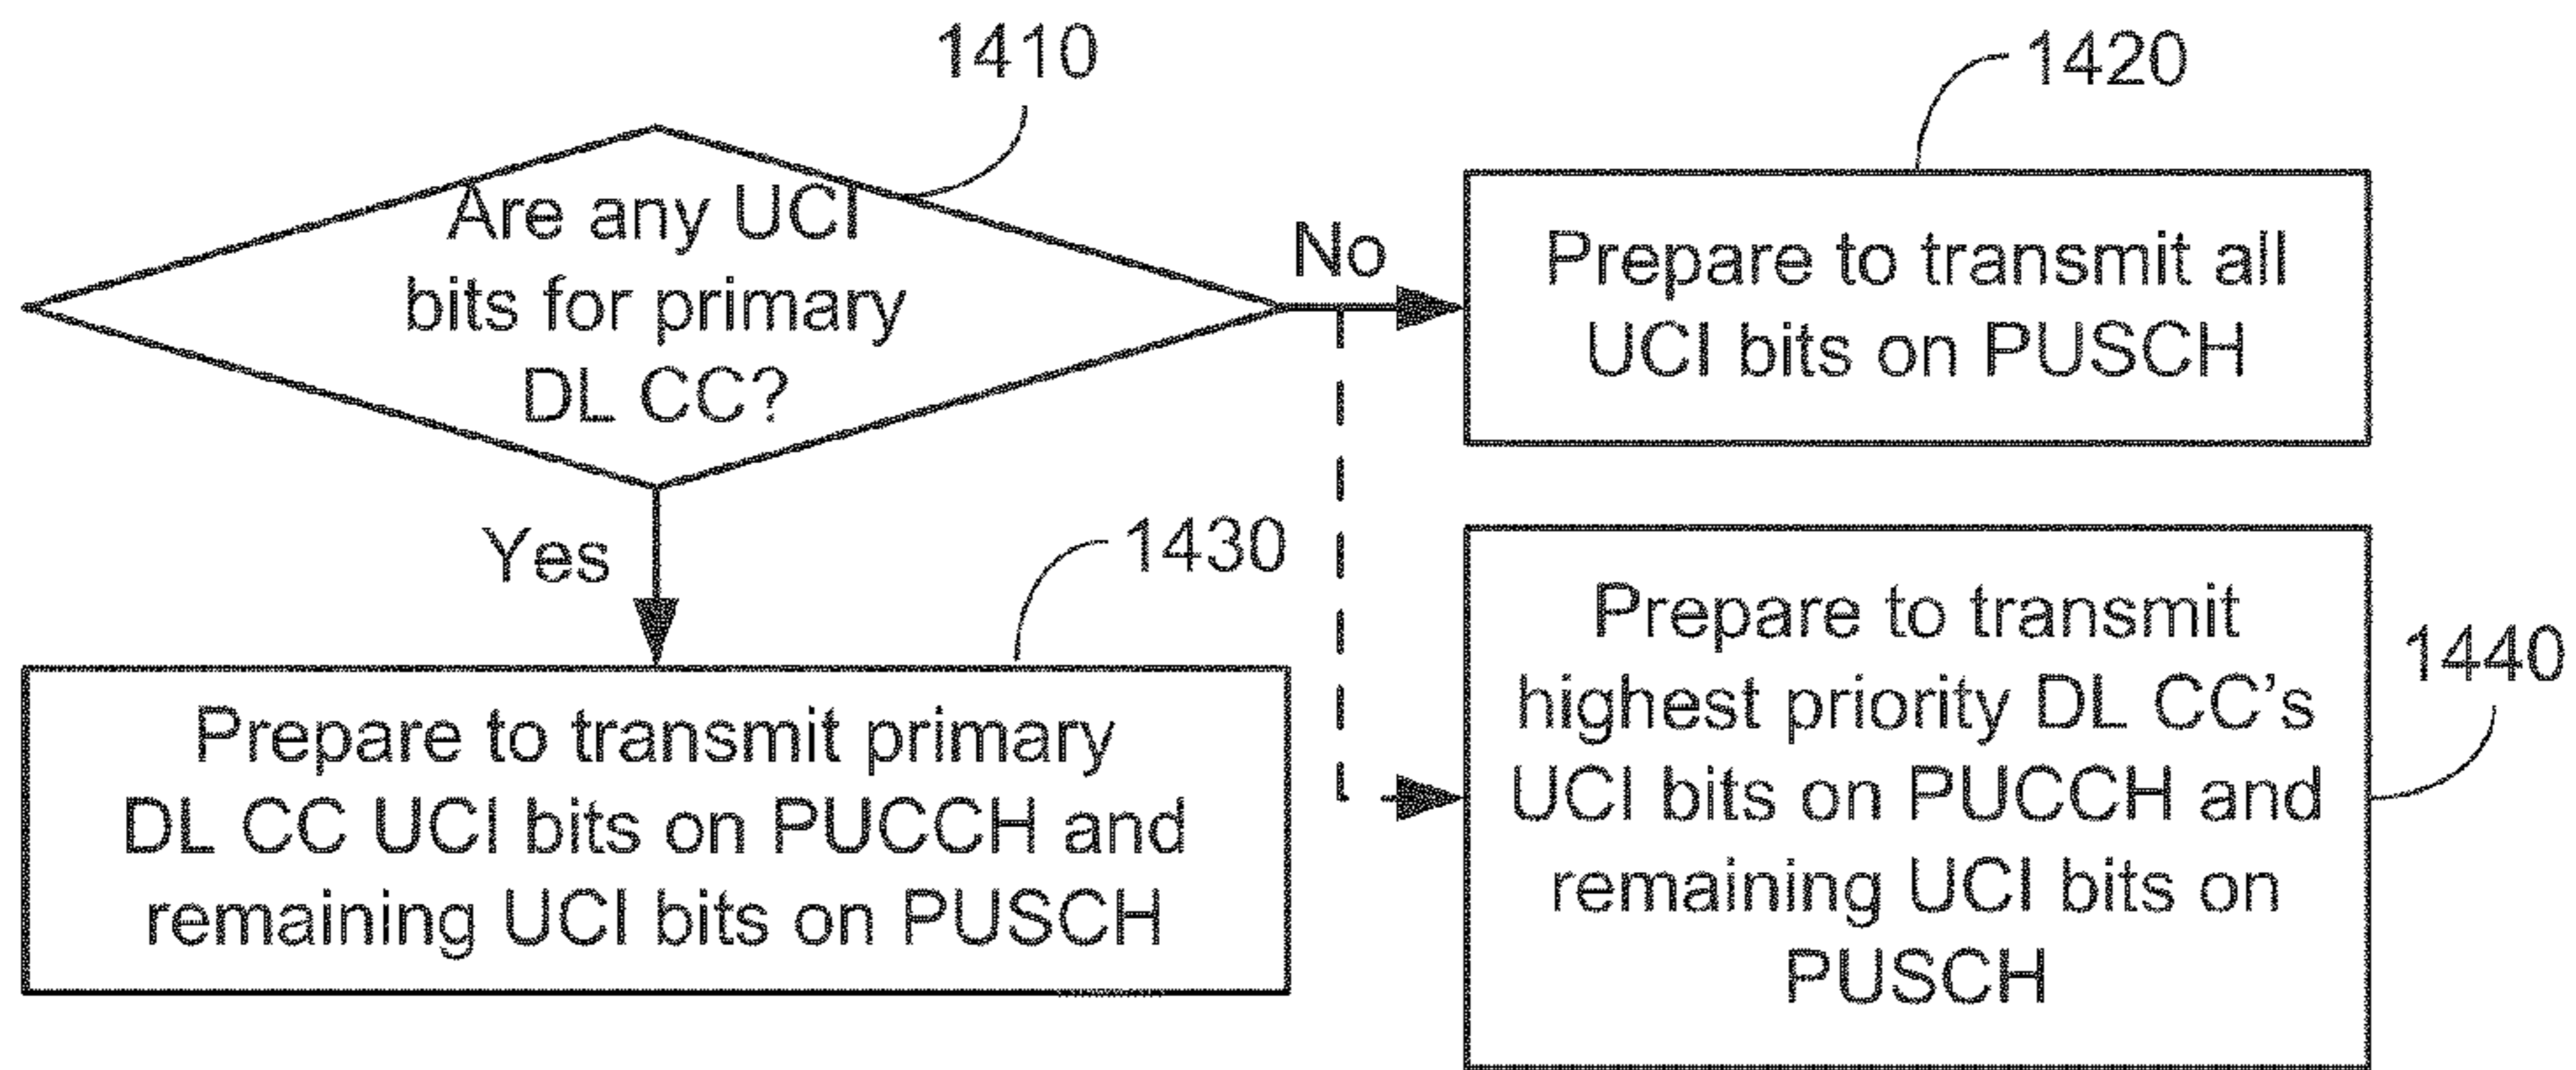 1410
1420
Are any UCI
bits for primary
DL CC?
No
Prepare to transmit all
UCI bits on PUSCH
Yes
1430
Prepare to transmit primary
DL CC UCI bits on PUCCH and
remaining UCI bits on PUSCH
Prepare to transmit
highest priority DL CC's
UCI bits on PUCCH and
remaining UCI bits on
PUSCH
1440